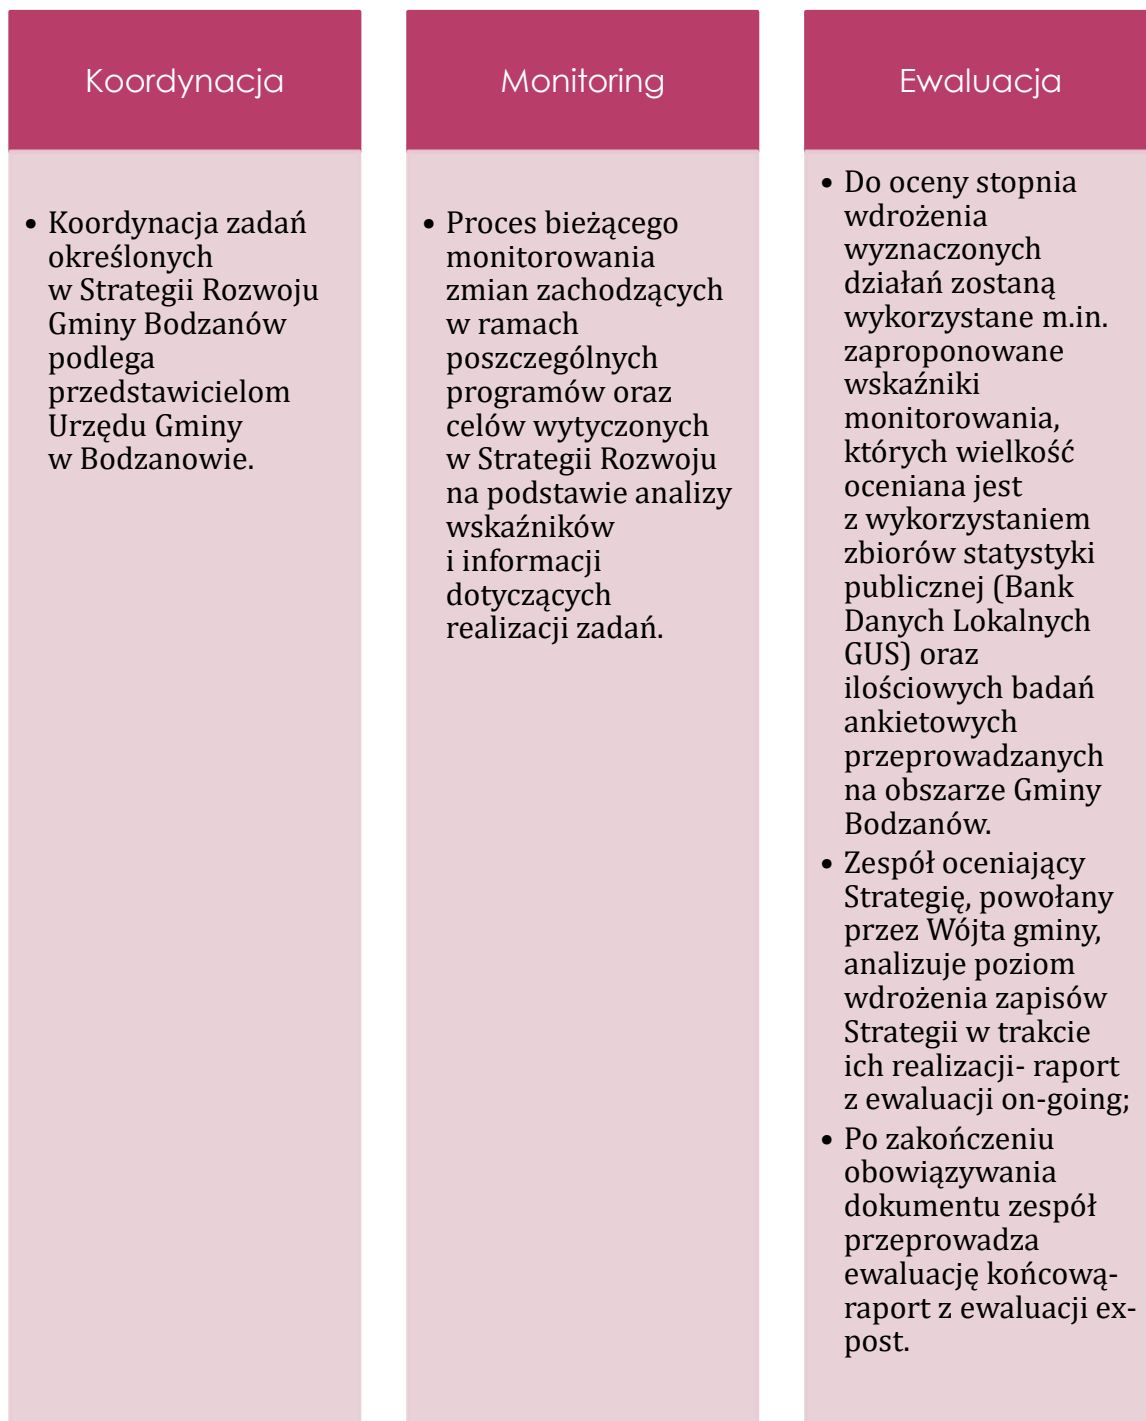 Koordynacja
• Koordynacja zadań
określonych
w Strategii Rozwoju
Gminy Bodzanów
podlega
przedstawicielom
Urzędu Gminy
w Bodzanowie.
Monitoring
• Proces bieżącego
monitorowania
zmian zachodzących
w ramach
poszczególnych
programów oraz
celów wytyczonych
w Strategii Rozwoju
na podstawie analizy
wskaźników
i informacji
dotyczących
realizacji zadań.
Ewaluacja
• Do oceny stopnia
wdrożenia
wyznaczonych
działań zostaną
wykorzystane m.in.
zaproponowane
wskaźniki
monitorowania,
których wielkość
oceniana jest
z wykorzystaniem
zbiorów statystyki
publicznej (Bank
Danych Lokalnych
GUS) oraz
ilościowych badań
ankietowych
przeprowadzanych
na obszarze Gminy
Bodzanów.
• Zespół oceniający
Strategię, powołany
przez Wójta gminy,
analizuje poziom
wdrożenia zapisów
Strategii w trakcie
ich realizacji- raport
z ewaluacji on-going;
• Po zakończeniu
obowiązywania
dokumentu zespół
przeprowadza
ewaluację końcową-
raport z ewaluacji ex-
post.